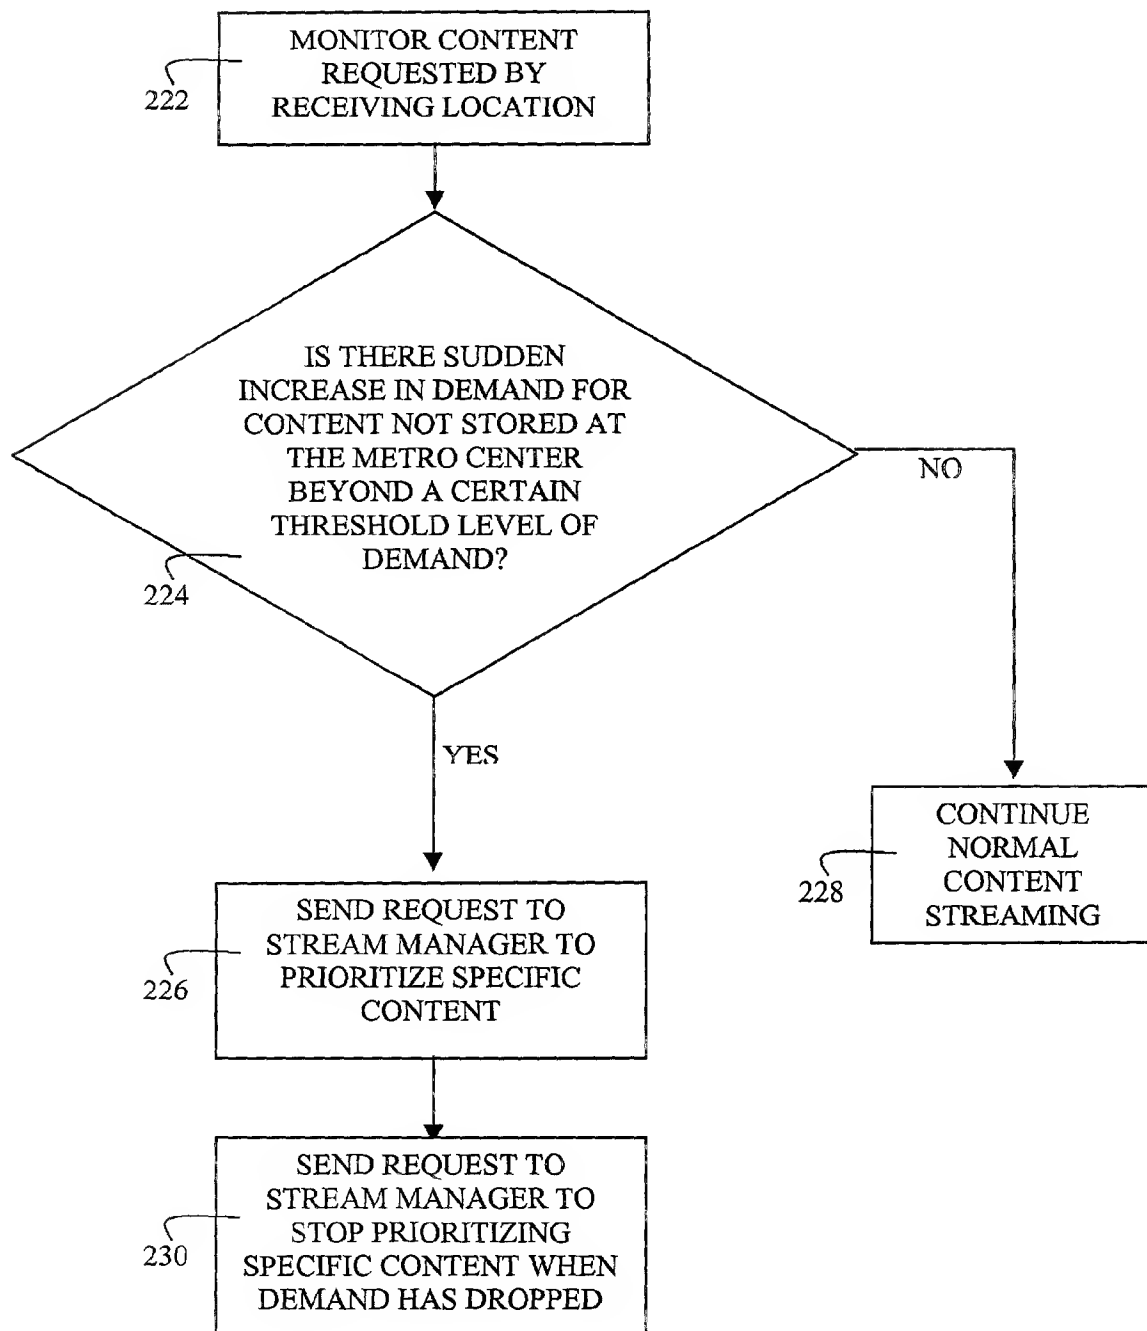 MONITOR CONTENT
REQUESTED BY
RECEIVING LOCATION
222
IS THERE SUDDEN
INCREASE IN DEMAND FOR
CONTENT NOT STORED AT
THE METRO CENTER
BEYOND A CERTAIN
THRESHOLD LEVEL OF
DEMAND?
224
NO
YES
CONTINUE
NORMAL
CONTENT
STREAMING
228
SEND REQUEST TO
STREAM MANAGER TO
PRIORITIZE SPECIFIC
CONTENT
226
SEND REQUEST TO
STREAM MANAGER TO
STOP PRIORITIZING
SPECIFIC CONTENT WHEN
DEMAND HAS DROPPED
230